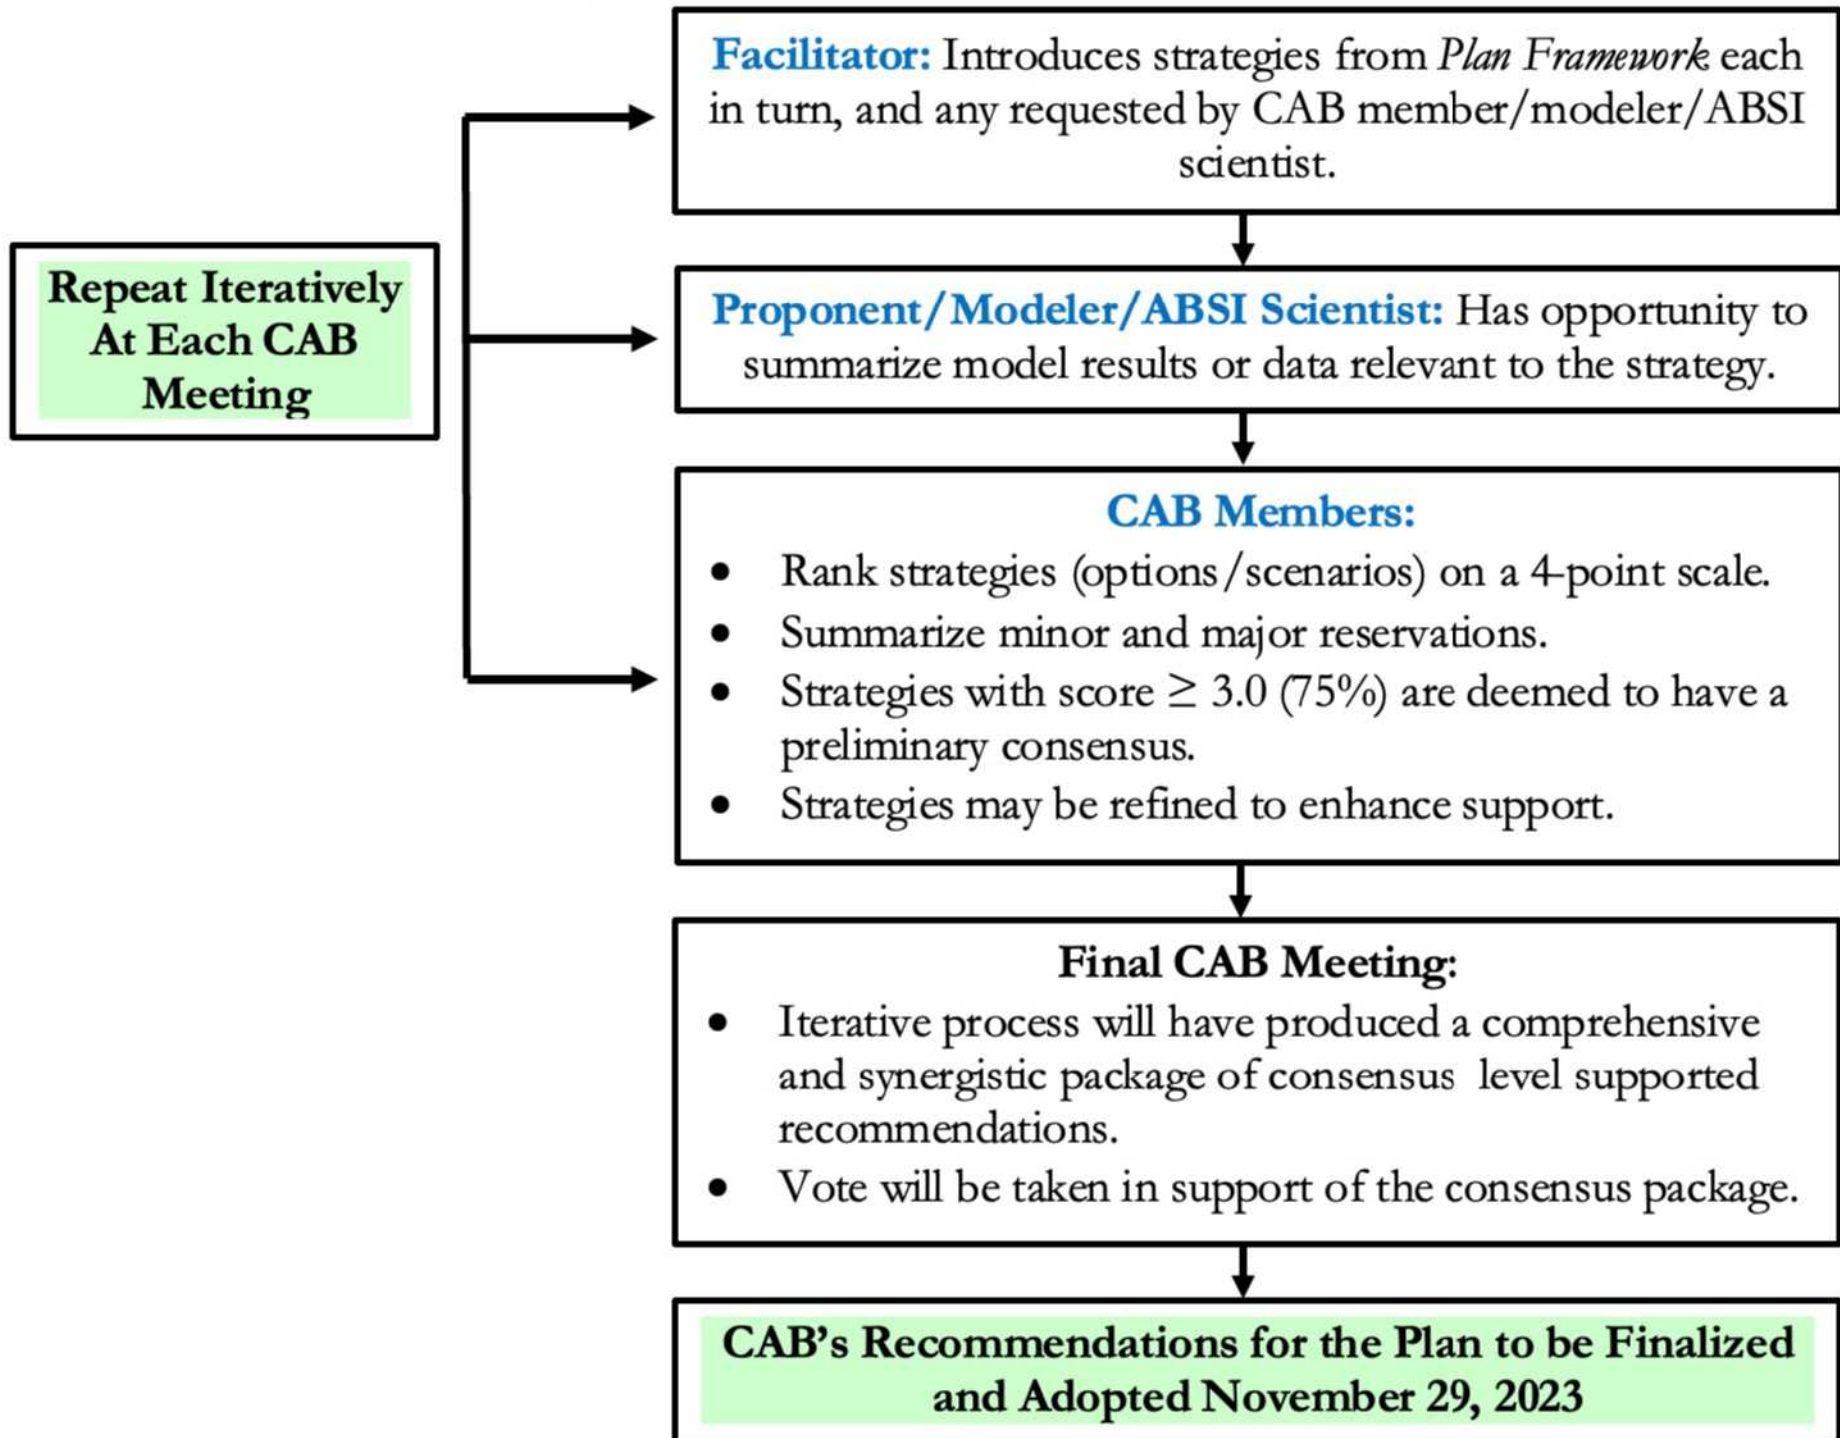 Facilitator: Introduces strategies from Plan Framework each
in turn, and any requested by CAB member/modeler/ABSI
scientist.
Repeat Iteratively
At Each CAB
Meeting
Proponent/Modeler/ABSI Scientist: Has opportunity to
summarize model results or data relevant to the strategy.
CAB Members:
• Rank strategies (options/scenarios) on a 4-point scale.
• Summarize minor and major reservations.
• Strategies with score ≥ 3.0 (75%) are deemed to have a
preliminary consensus.
• Strategies may be refined to enhance support.
Final CAB Meeting:
• Iterative process will have produced a comprehensive
and synergistic package of consensus level supported
recommendations.
• Vote will be taken in support of the consensus package.
CAB's Recommendations for the Plan to be Finalized
and Adopted November 29, 2023